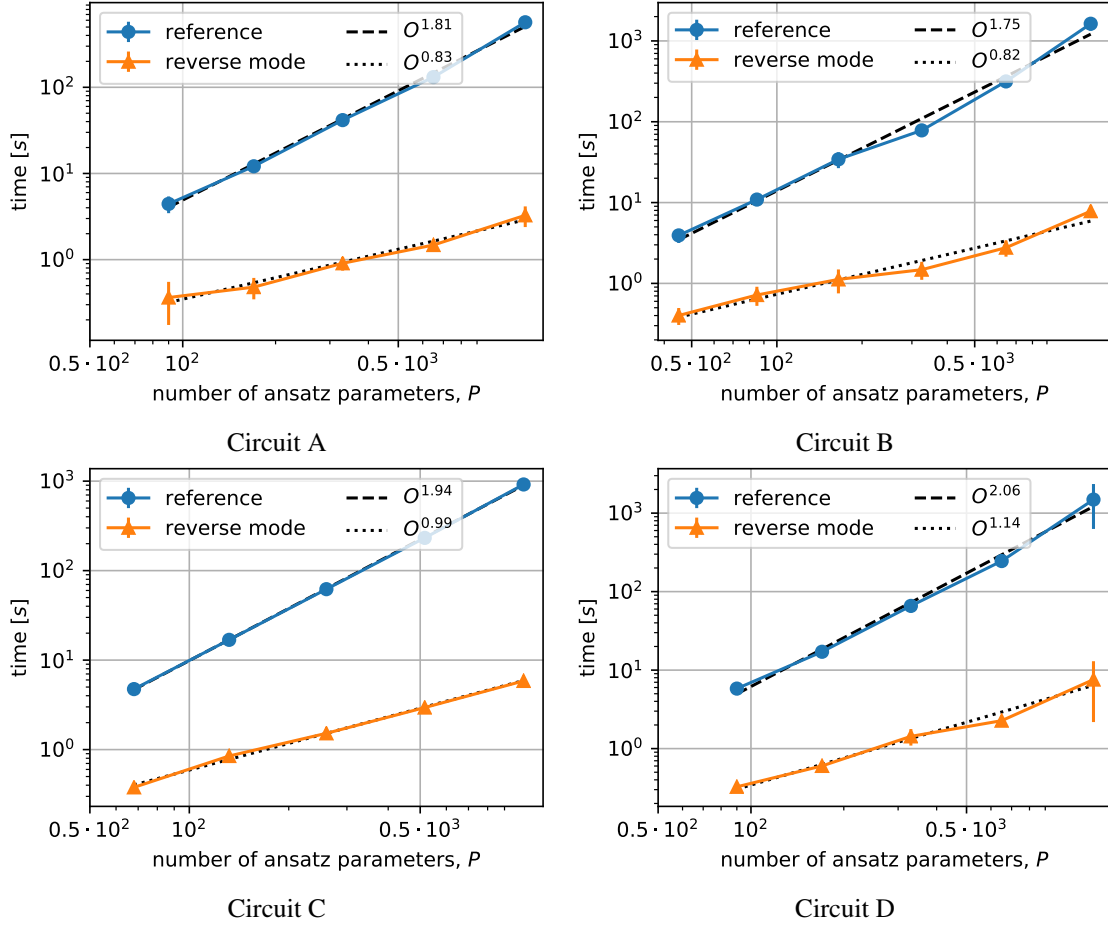 reference
reverse mode
O^1.81
O^0.83
10^2
10^1
10^0
time [s]
0.5 · 10^2
10^2
0.5 · 10^3
number of ansatz parameters, P
Circuit A
reference
reverse mode
O^1.75
O^0.82
10^3
10^2
10^1
10^0
time [s]
0.5 · 10^2
10^2
0.5 · 10^3
number of ansatz parameters, P
Circuit B
reference
reverse mode
O^1.94
O^0.99
10^3
10^2
10^1
10^0
time [s]
0.5 · 10^2
10^2
0.5 · 10^3
number of ansatz parameters, P
Circuit C
reference
reverse mode
O^2.06
O^1.14
10^3
10^2
10^1
10^0
time [s]
0.5 · 10^2
10^2
0.5 · 10^3
number of ansatz parameters, P
Circuit D